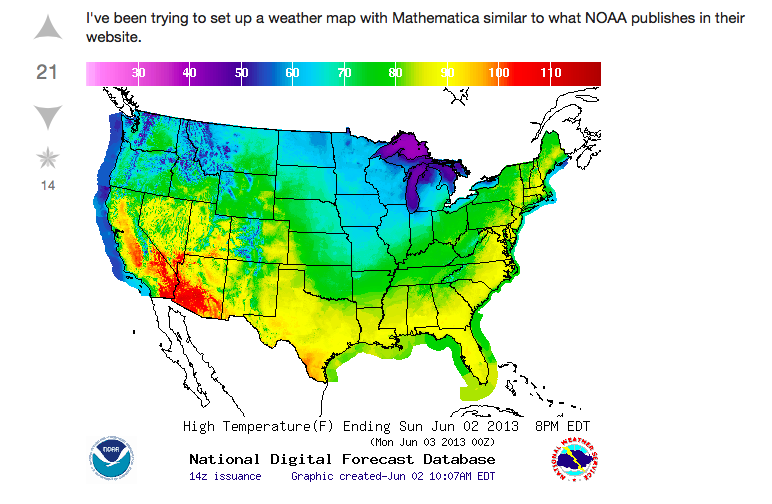 I've been trying to set up a weather map with Mathematica similar to what NOAA publishes in their
website.
21
14
30 40 50 60 70 80 90 100 110
High Temperature(F) Ending Sun Jun 02 2013 8PM EDT
(Mon Jun 03 2013 00Z)
National Digital Forecast Database
14z issuance Graphic created-Jun 02 10:07AM EDT
NOAA
NATIONAL WEATHER SERVICE